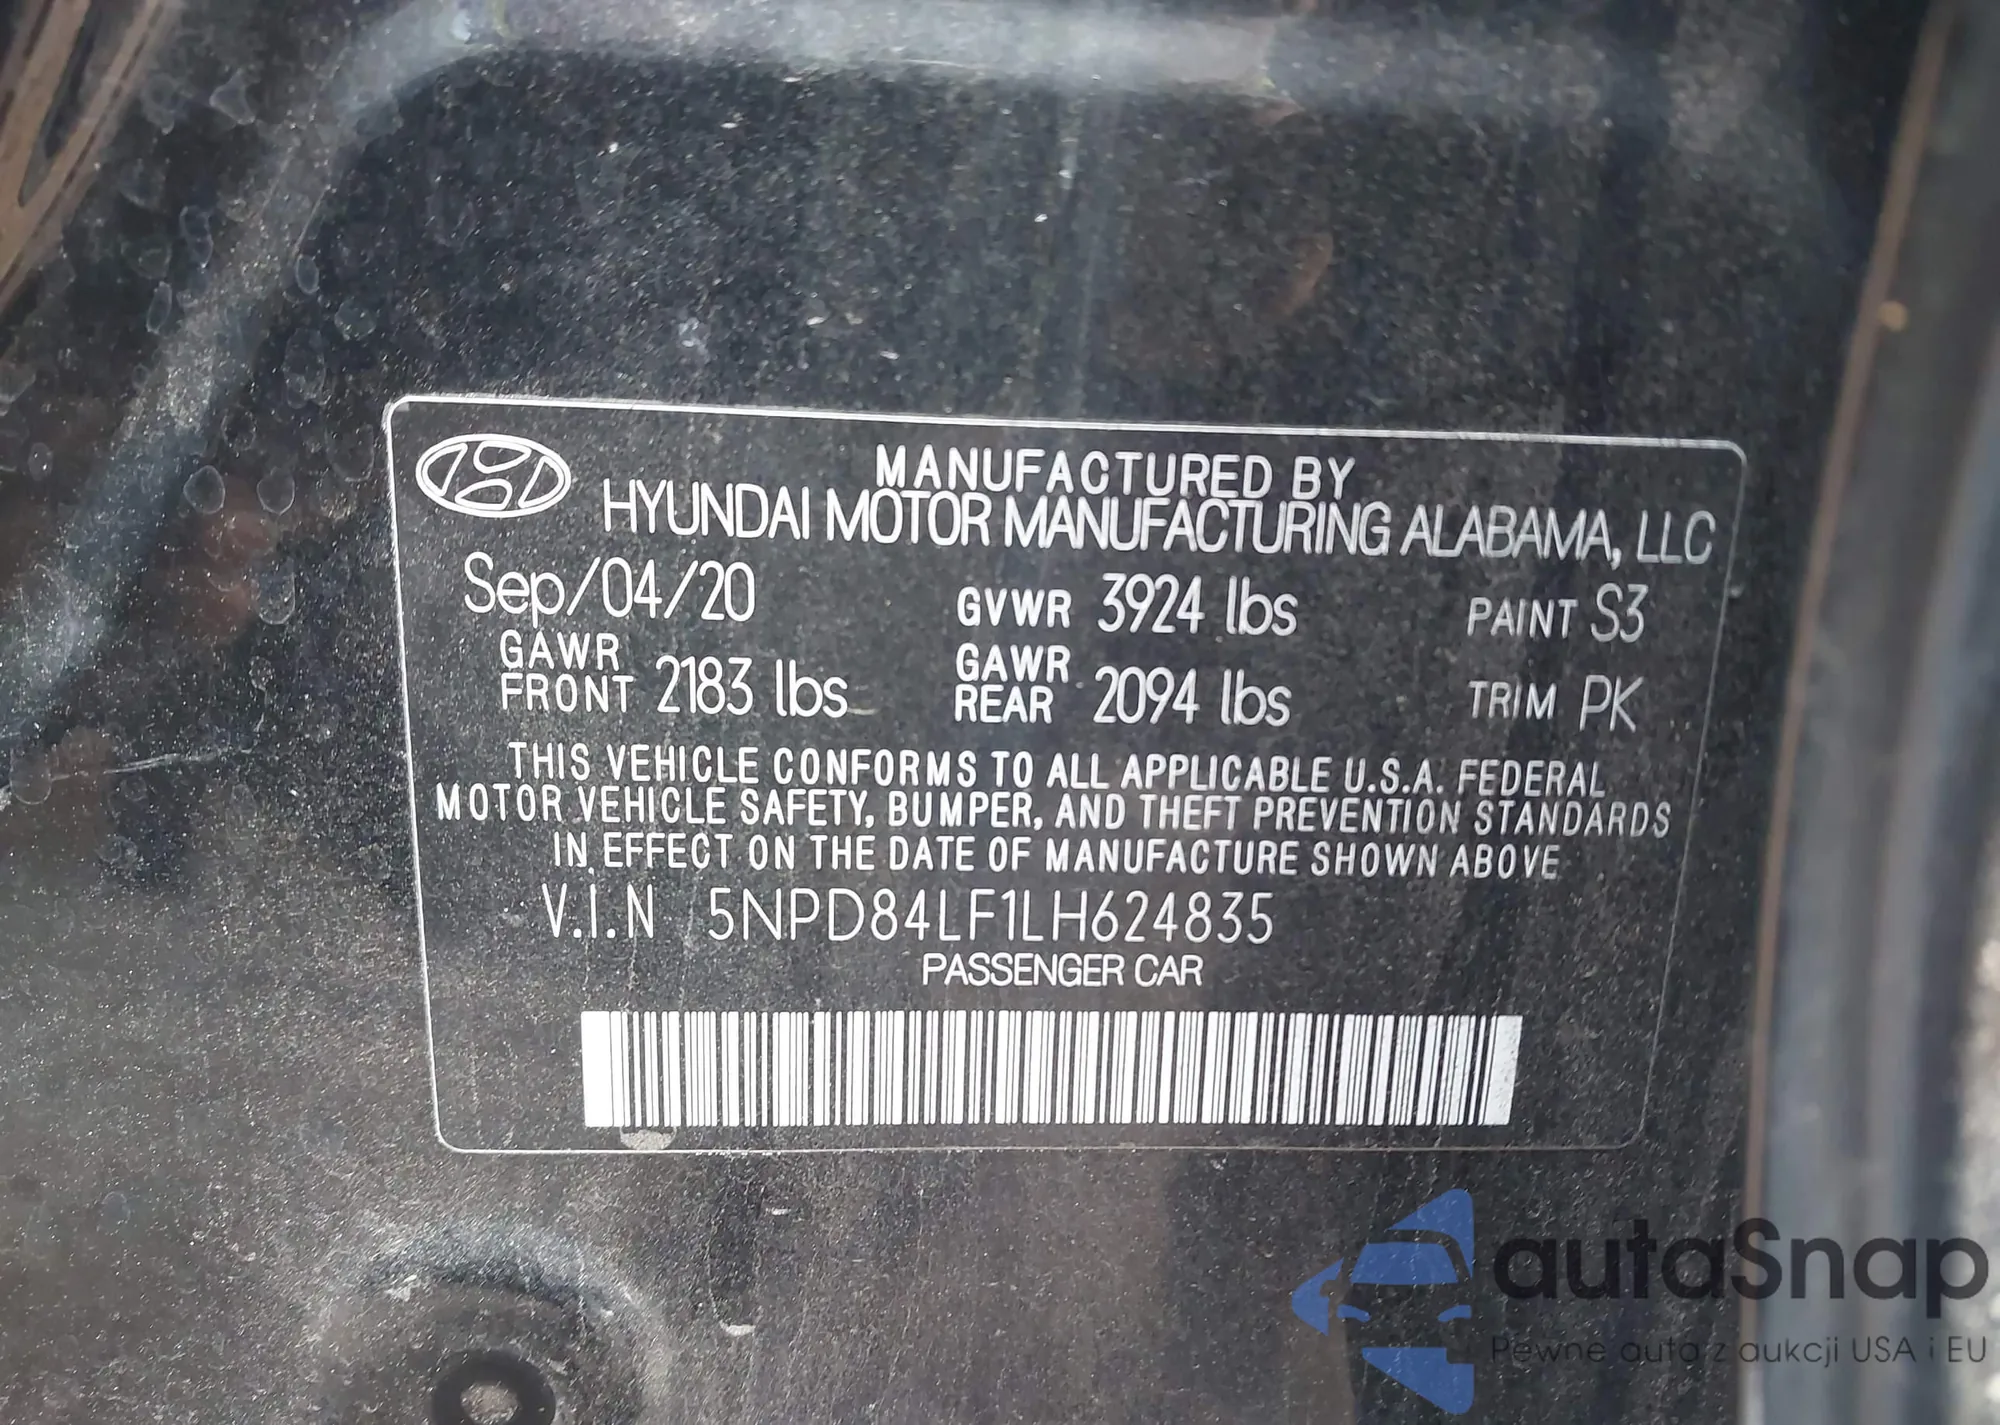 MANUFACTURED BY
HYUNDAI MOTOR MANUFACTURING ALABAMA, LLC
Sep/04/20 GVWR 3924 lbs PAINT S3
GAWR FRONT 2183 lbs GAWR REAR 2094 lbs TRIM PK
THIS VEHICLE CONFORMS TO ALL APPLICABLE U.S.A. FEDERAL
MOTOR VEHICLE SAFETY, BUMPER, AND THEFT PREVENTION STANDARDS
IN EFFECT ON THE DATE OF MANUFACTURE SHOWN ABOVE
V.I.N 5NPD84LF1LH624835
PASSENGER CAR
autaSnap
Pewne auta z aukcji USA i EU